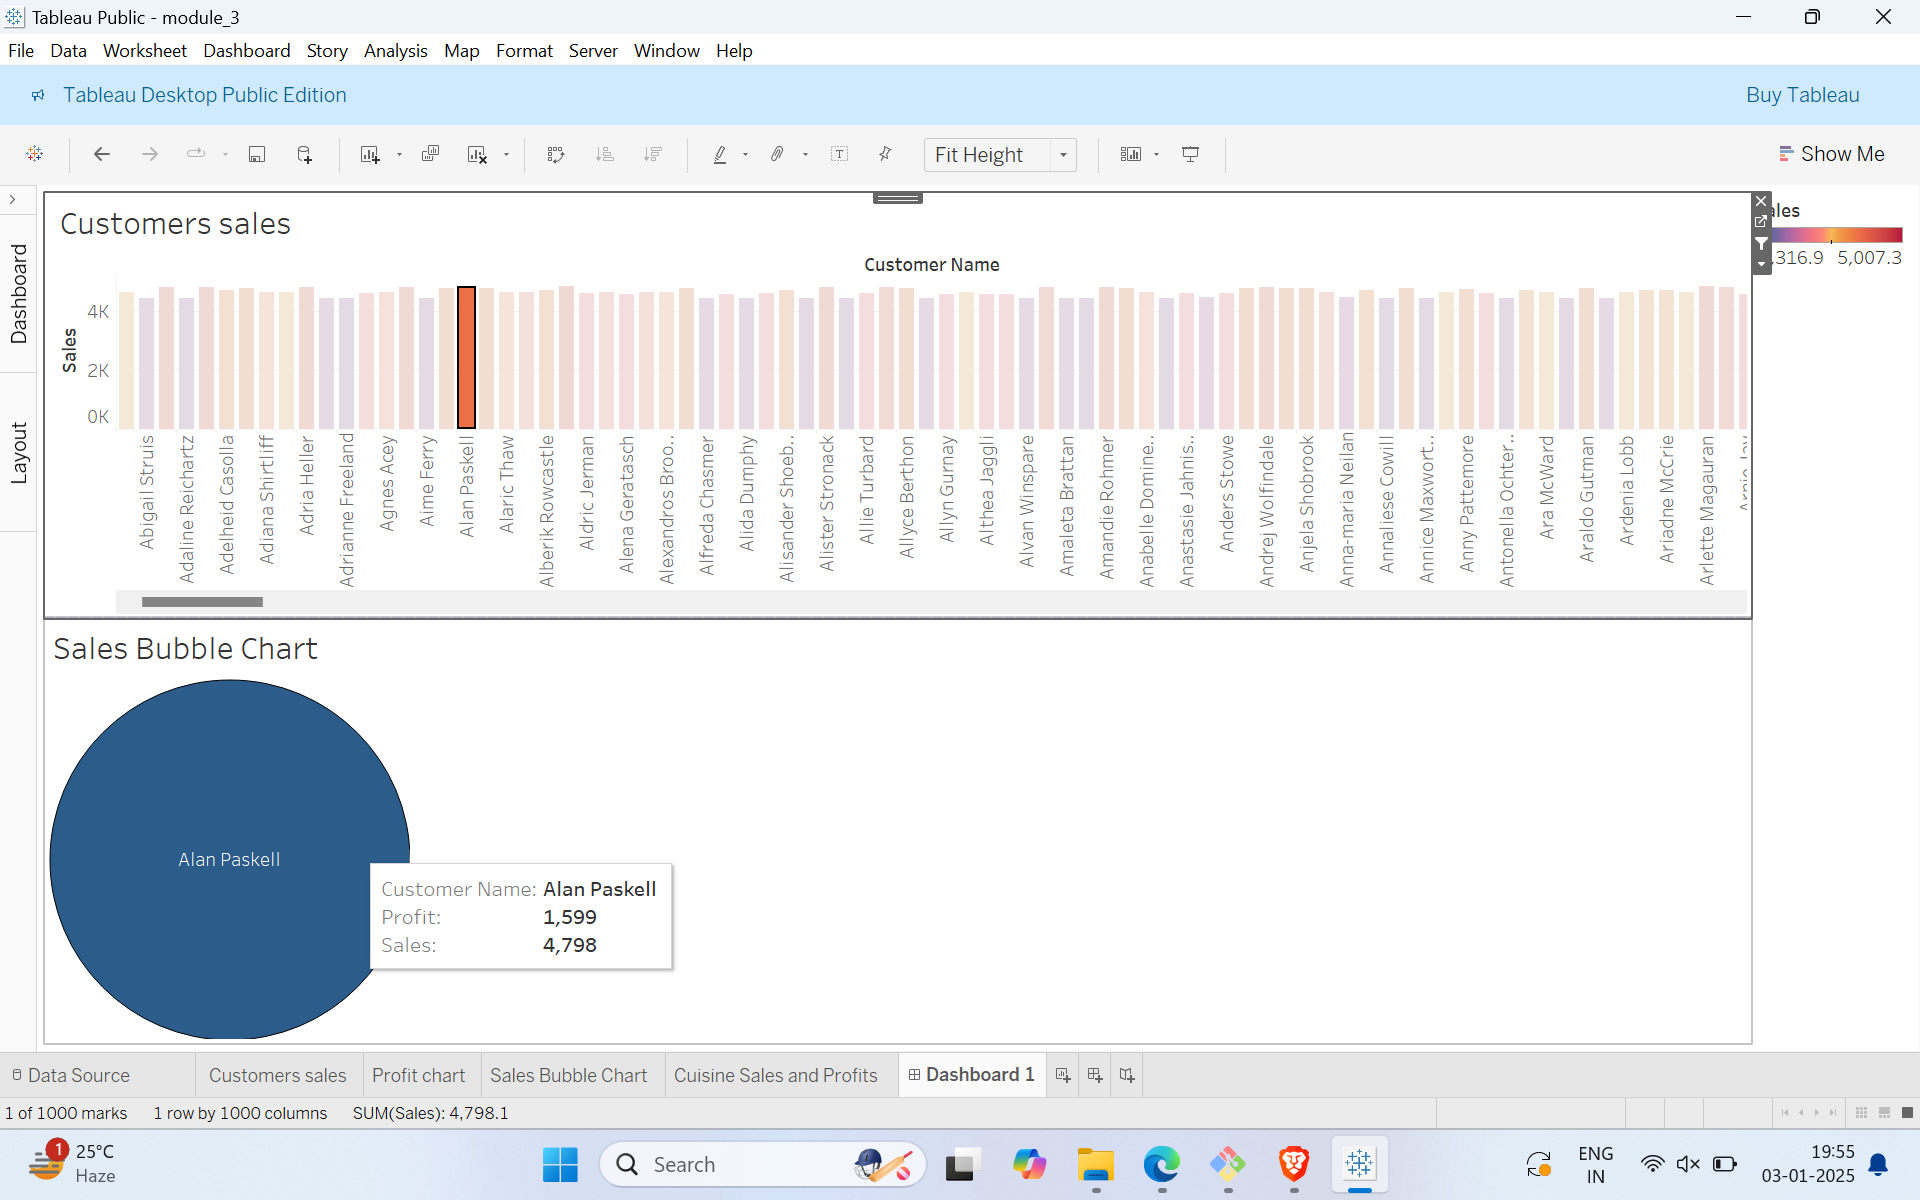 Tableau Public - module_3
File Data Worksheet Dashboard Story Analysis Map Format Server Window Help
Tableau Desktop Public Edition
Buy Tableau
Fit Height
Show Me
Dashboard
Layout
Customers sales
Customer Name
Sales
4K
2K
0K
Abigail Struis
Adaline Reichartz
Adelheid Casolla
Adiana Shirtliff
Adria Heller
Adrianne Freeland
Agnes Acey
Aime Ferry
Alan Paskell
Alaric Thaw
Alberik Rowcastle
Aldric Jerman
Alena Geratasch
Alexandros Broo..
Alfreda Chasmer
Alida Dumphy
Alisander Shoeb..
Alister Stronack
Allie Turbard
Allyce Berthon
Allyn Gurnay
Althea Jaggli
Alvan Winspare
Amaleta Brattan
Amandie Rohmer
Anabelle Domine..
Anastasie Jahnis..
Anders Stowe
Andrej Wolfindale
Anjela Shobrook
Anna-maria Neilan
Annaliese Cowill
Annice Maxwort..
Anny Pattemore
Antonella Ochter..
Ara McWard
Araldo Gutman
Ardenia Lobb
Ariadne McCrie
Arlette Magauran
ales
,316.9 5,007.3
Sales Bubble Chart
Alan Paskell
Customer Name: Alan Paskell
Profit: 1,599
Sales: 4,798
Data Source
Customers sales
Profit chart
Sales Bubble Chart
Cuisine Sales and Profits
Dashboard 1
1 of 1000 marks 1 row by 1000 columns SUM(Sales): 4,798.1
1
25°C
Haze
Search
ENG
IN
19:55
03-01-2025